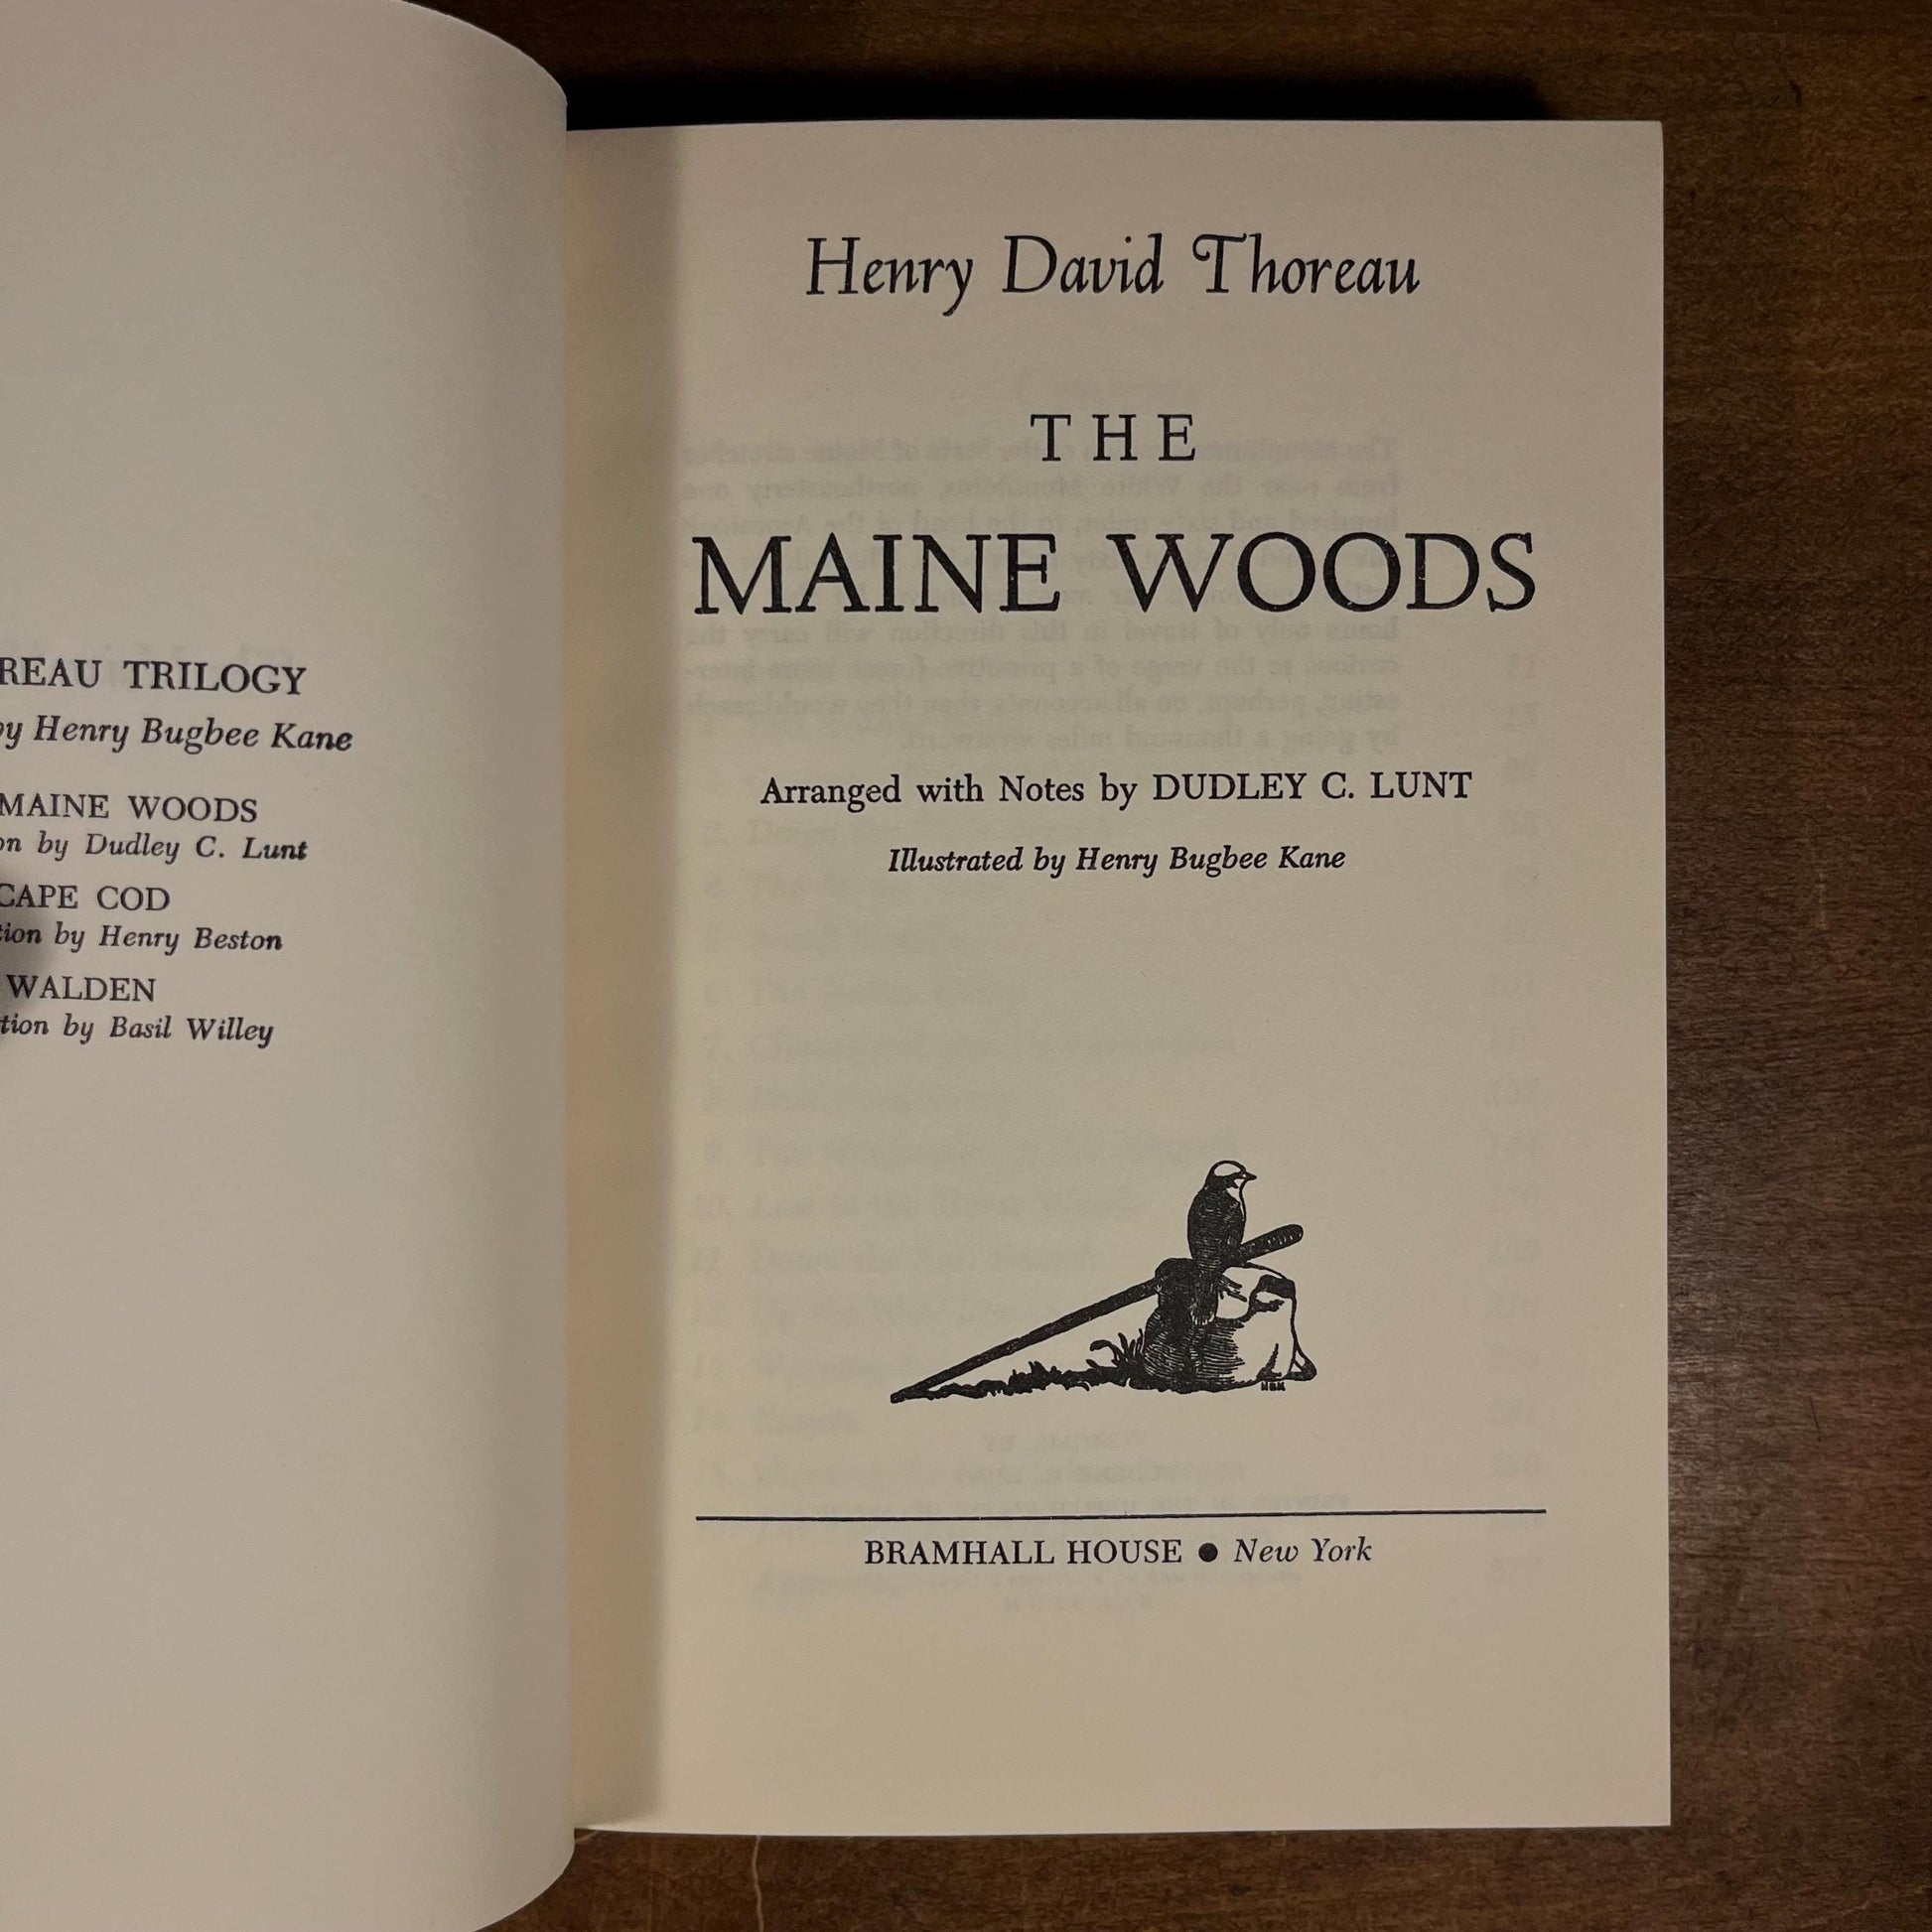 REAU TRILOGY
by Henry Bugbee Kane
MAINE WOODS
on by Dudley C. Lunt
CAPE COD
tion by Henry Beston
WALDEN
tion by Basil Willey
Henry David Thoreau
THE
MAINE WOODS
Arranged with Notes by DUDLEY C. LUNT
Illustrated by Henry Bugbee Kane
HBK
BRAMHALL HOUSE ● New York